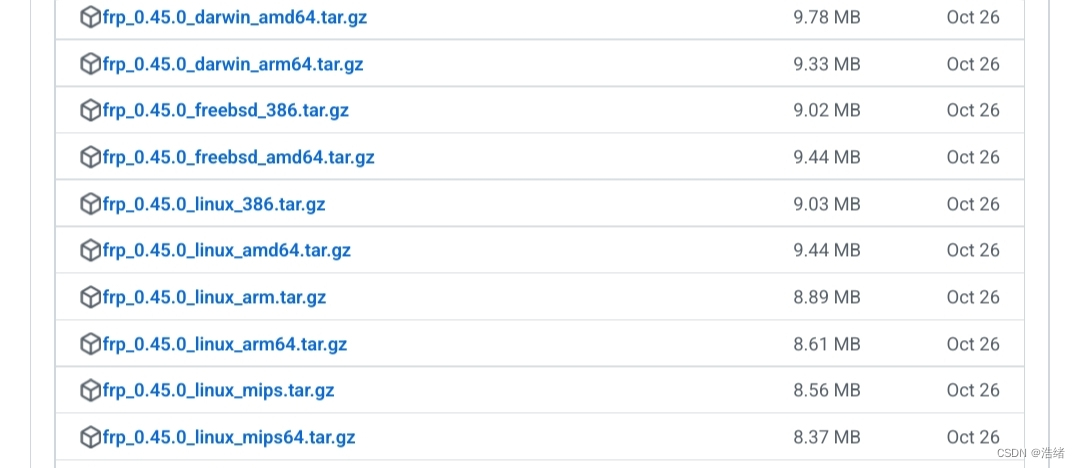 frp_0.45.0_darwin_amd64.tar.gz 9.78 MB Oct 26
frp_0.45.0_darwin_arm64.tar.gz 9.33 MB Oct 26
frp_0.45.0_freebsd_386.tar.gz 9.02 MB Oct 26
frp_0.45.0_freebsd_amd64.tar.gz 9.44 MB Oct 26
frp_0.45.0_linux_386.tar.gz 9.03 MB Oct 26
frp_0.45.0_linux_amd64.tar.gz 9.44 MB Oct 26
frp_0.45.0_linux_arm.tar.gz 8.89 MB Oct 26
frp_0.45.0_linux_arm64.tar.gz 8.61 MB Oct 26
frp_0.45.0_linux_mips.tar.gz 8.56 MB Oct 26
frp_0.45.0_linux_mips64.tar.gz 8.37 MB Oct 26
CSDN @浩绪